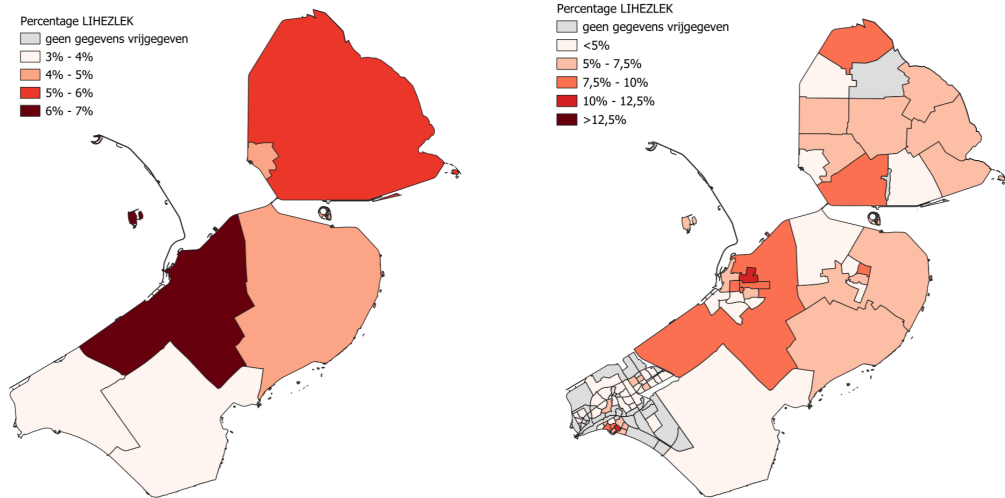 Percentage LIHEZLEK
geen gegevens vrijgegeven
3% - 4%
4% - 5%
5% - 6%
6% - 7%
Percentage LIHEZLEK
geen gegevens vrijgegeven
<5%
5% - 7,5%
7,5% - 10%
10% - 12,5%
>12,5%